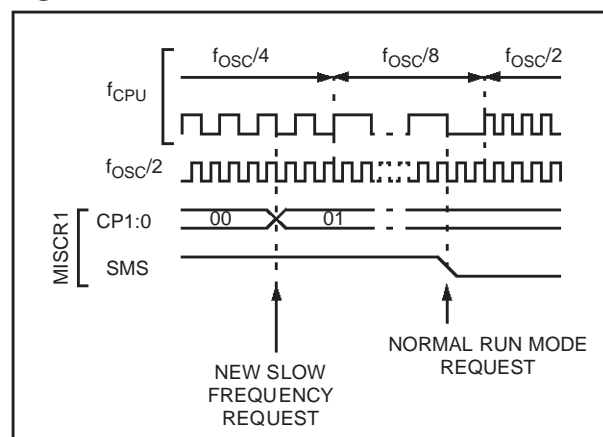 fOSC/4 fOSC/8 fOSC/2
fCPU
fOSC/2
MISCR1
CP1:0 00 01
SMS
NEW SLOW
FREQUENCY
REQUEST
NORMAL RUN MODE
REQUEST